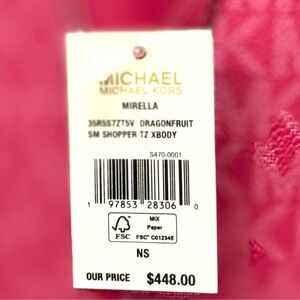 MICHAEL
MICHAEL KORS
MIRELLA
35R5S7ZT5V DRAGONFRUIT
SM SHOPPER TZ XBODY
S470-0001
1 97853 28306 0
FSC
MIX
Paper
FSC® C012345
NS
OUR PRICE $448.00